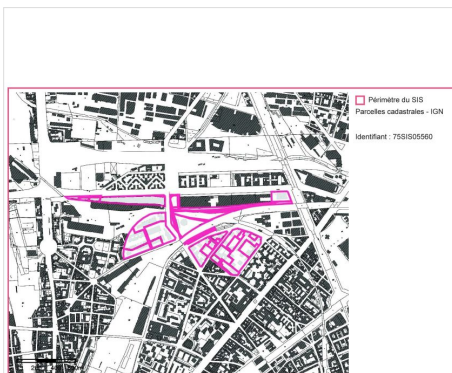 Périmètre du SIS
Parcelles cadastrales - IGN
Identifiant : 75SIS05560